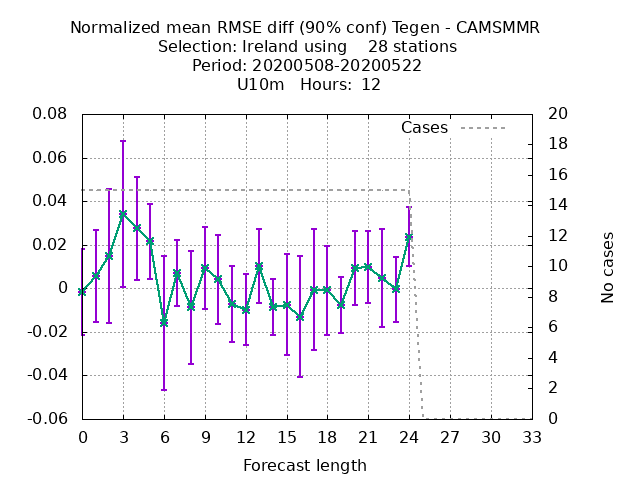 Normalized mean RMSE diff (90% conf) Tegen - CAMSMMR
Selection: Ireland using    28 stations
Period: 20200508-20200522
U10m   Hours:  12
0.08
0.06
0.04
0.02
0
-0.02
-0.04
-0.06
Cases
20
18
16
14
12
10
8
6
4
2
0
No cases
0 3 6 9 12 15 18 21 24 27 30 33
Forecast length